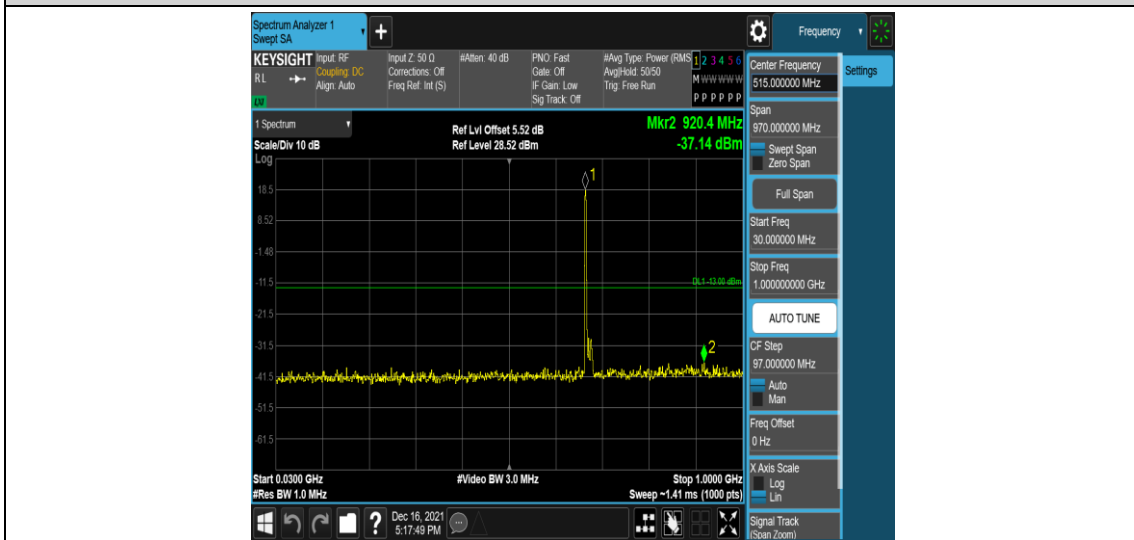 Spectrum Analyzer 1
Swept SA
+
Frequency
KEYSIGHT
RL
LXI
Input: RF
Coupling: DC
Align: Auto
Input Z: 50 Ω
Corrections: Off
Freq Ref: Int (S)
#Atten: 40 dB
PNO: Fast
Gate: Off
IF Gain: Low
Sig Track: Off
#Avg Type: Power (RMS
Avg|Hold: 50/50
Trig: Free Run
1 2 3 4 5 6
M W W W W W
P P P P P P
1 Spectrum
Scale/Div 10 dB
Log
Ref Lvl Offset 5.52 dB
Ref Level 28.52 dBm
Mkr2 920.4 MHz
-37.14 dBm
1
18.5
8.52
-1.48
-11.5
DL1 -13.00 dBm
-21.5
-31.5
2
-41.5
-51.5
-61.5
Start 0.0300 GHz
#Res BW 1.0 MHz
#Video BW 3.0 MHz
Stop 1.0000 GHz
Sweep ~1.41 ms (1000 pts)
Center Frequency
515.000000 MHz
Settings
Span
970.000000 MHz
Swept Span
Zero Span
Full Span
Start Freq
30.000000 MHz
Stop Freq
1.000000000 GHz
AUTO TUNE
CF Step
97.000000 MHz
Auto
Man
Freq Offset
0 Hz
X Axis Scale
Log
Lin
Signal Track
(Span Zoom)
?
Dec 16, 2021
5:17:49 PM